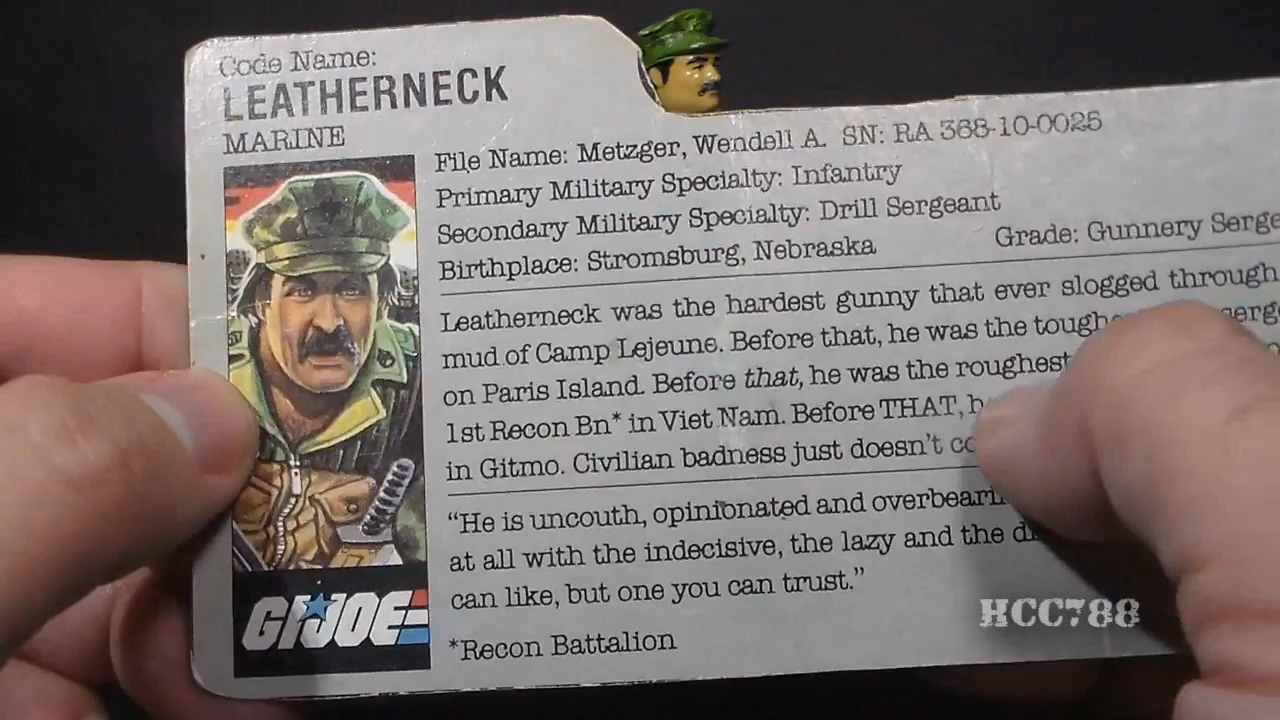 Code Name:
LEATHERNECK
MARINE
File Name: Metzger, Wendell A. SN: RA 368-10-0025
Primary Military Specialty: Infantry
Secondary Military Specialty: Drill Sergeant
Birthplace: Stromsburg, Nebraska Grade: Gunnery
Leatherneck was the hardest gunny that ever slogged through
mud of Camp Lejeune. Before that, he was the
on Paris Island. Before that, he was the roughest
1st Recon Bn* in Viet Nam. Before THAT,
in Gitmo. Civilian badness just doesn't
"He is uncouth, opinionated and
at all with the indecisive, the lazy and the
can like, but one you can trust."
*Recon Battalion
GI JOE
HCC788